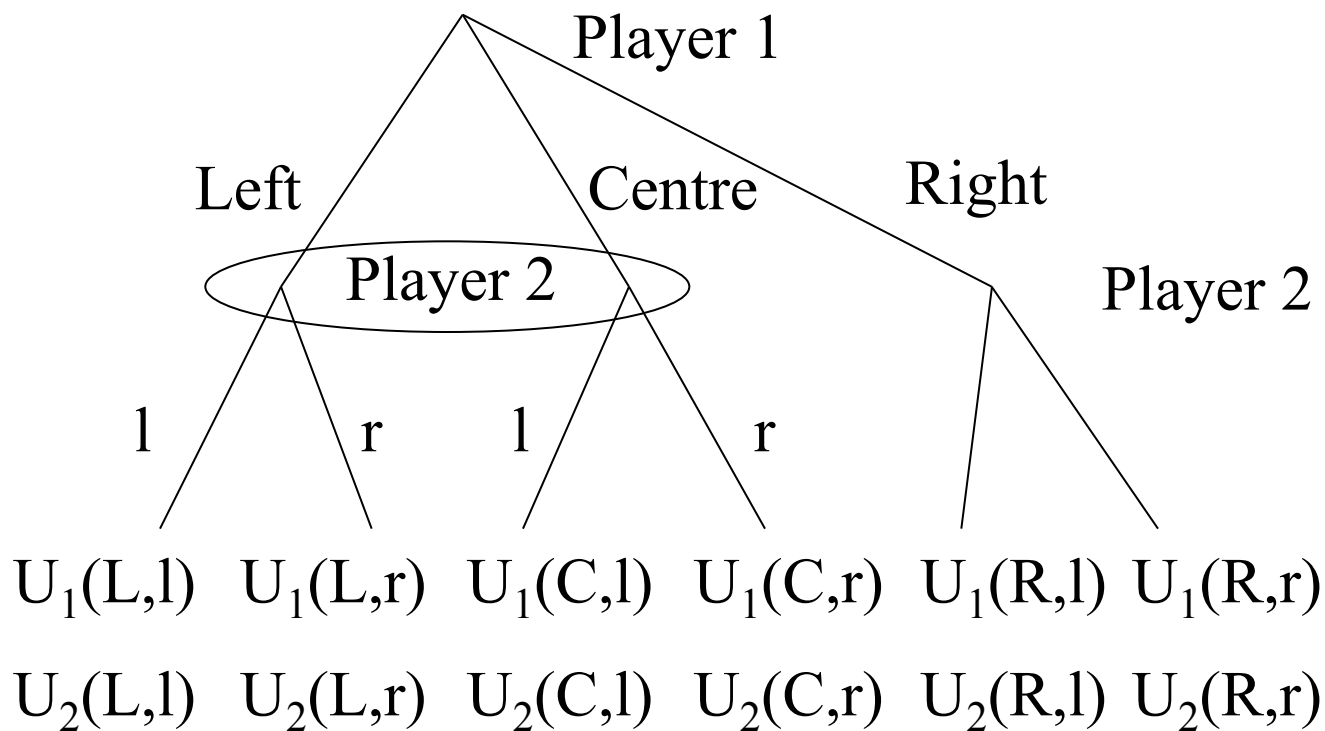 Player 1
Left Centre Right
Player 2 Player 2
l r l r
U₁(L,l) U₁(L,r) U₁(C,l) U₁(C,r) U₁(R,l) U₁(R,r)
U₂(L,l) U₂(L,r) U₂(C,l) U₂(C,r) U₂(R,l) U₂(R,r)